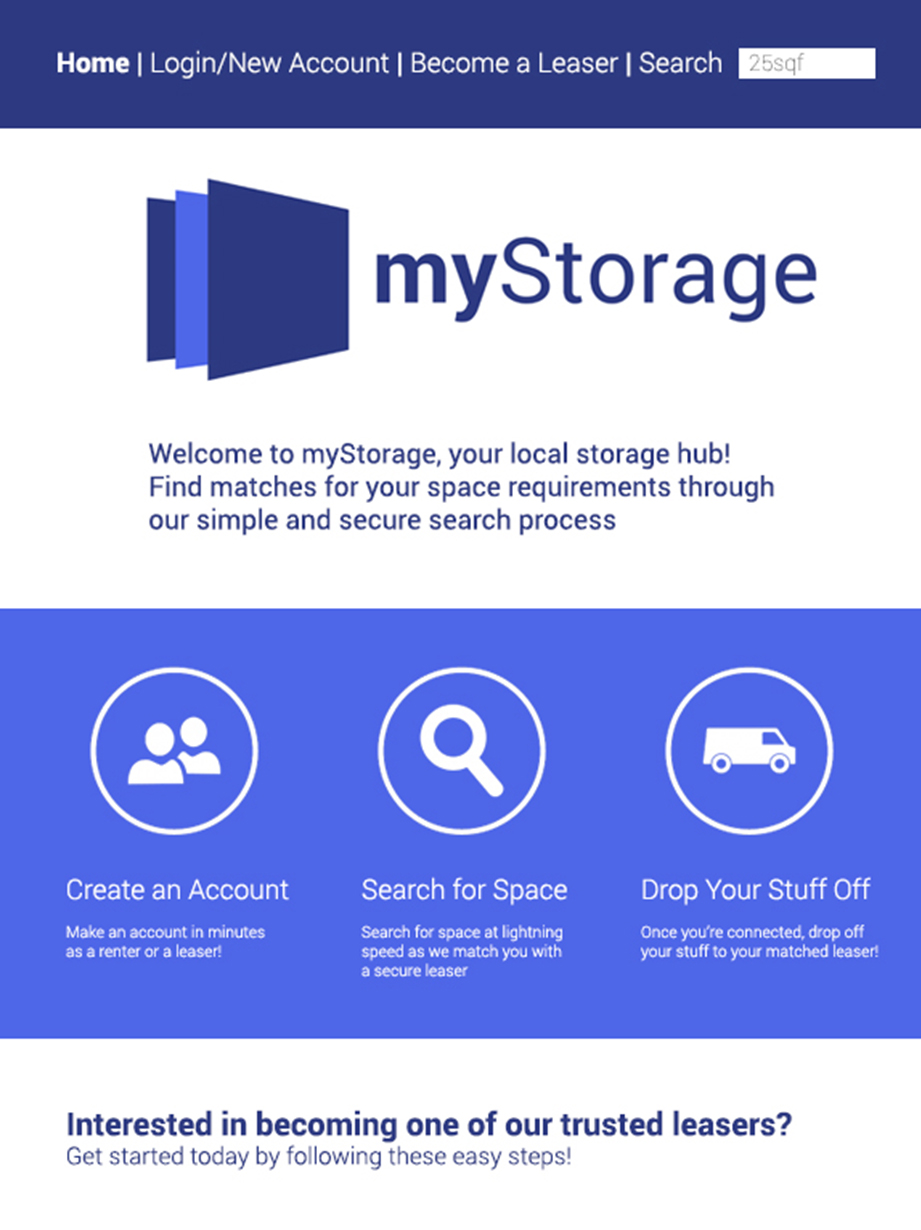 Home | Login/New Account | Become a Leaser | Search 25sqf
myStorage
Welcome to myStorage, your local storage hub!
Find matches for your space requirements through
our simple and secure search process
Create an Account
Make an account in minutes
as a renter or a leaser!
Search for Space
Search for space at lightning
speed as we match you with
a secure leaser
Drop Your Stuff Off
Once you're connected, drop off
your stuff to your matched leaser!
Interested in becoming one of our trusted leasers?
Get started today by following these easy steps!